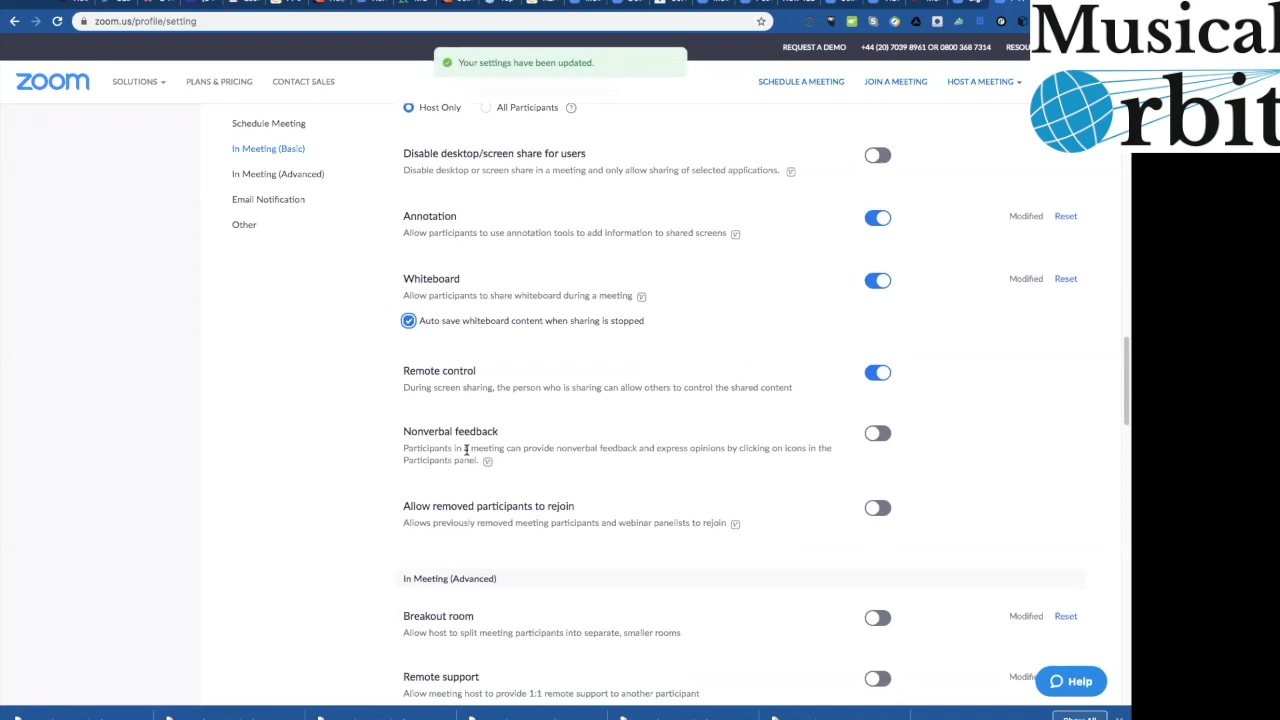 zoom.us/profile/setting
Musical
Orbit
REQUEST A DEMO
+44 (20) 7039 8961 OR 0800 368 7314
RESOU
Your settings have been updated.
zoom
SOLUTIONS
PLANS & PRICING
CONTACT SALES
SCHEDULE A MEETING
JOIN A MEETING
HOST A MEETING
Schedule Meeting
In Meeting (Basic)
In Meeting (Advanced)
Email Notification
Other
Host Only
All Participants
Disable desktop/screen share for users
Disable desktop or screen share in a meeting and only allow sharing of selected applications.
Annotation
Modified
Reset
Allow participants to use annotation tools to add information to shared screens
Whiteboard
Modified
Reset
Allow participants to share whiteboard during a meeting
Auto save whiteboard content when sharing is stopped
Remote control
During screen sharing, the person who is sharing can allow others to control the shared content
Nonverbal feedback
Participants in a meeting can provide nonverbal feedback and express opinions by clicking on icons in the
Participants panel.
Allow removed participants to rejoin
Allows previously removed meeting participants and webinar panelists to rejoin
In Meeting (Advanced)
Breakout room
Modified
Reset
Allow host to split meeting participants into separate, smaller rooms
Remote support
Modifi
Allow meeting host to provide 1:1 remote support to another participant
Help
Show All